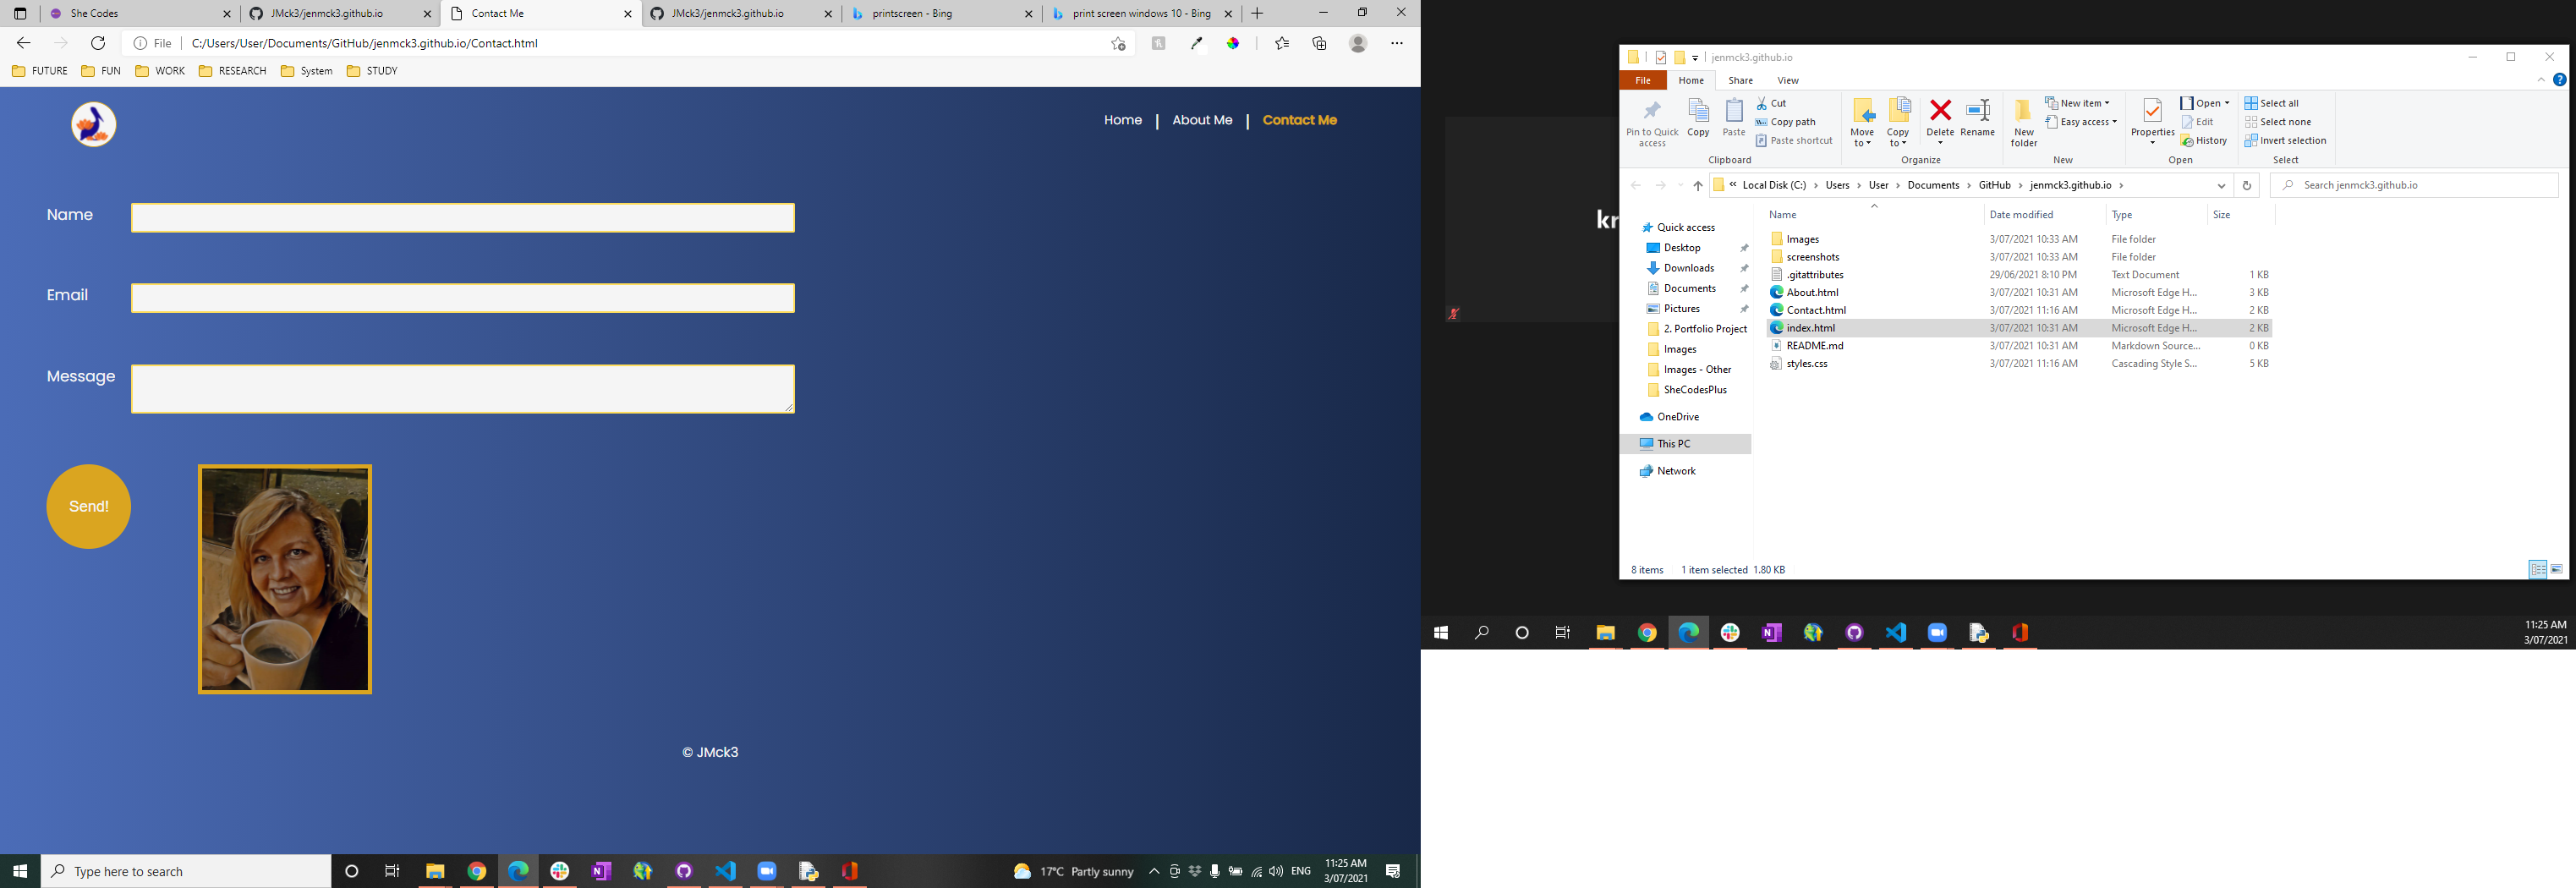 She Codes
JMck3/jenmck3.github.io
Contact Me
JMck3/jenmck3.github.io
printscreen - Bing
print screen windows 10 - Bing
File
C:/Users/User/Documents/GitHub/jenmck3.github.io/Contact.html
FUTURE
FUN
WORK
RESEARCH
System
STUDY
Home | About Me | Contact Me
Name
Email
Message
Send!
© JMck3
Type here to search
17°C Partly sunny
ENG
11:25 AM
3/07/2021
jenmck3.github.io
File Home Share View
Pin to Quick access
Copy
Paste
Cut
Copy path
Paste shortcut
Clipboard
Move to
Copy to
Delete
Rename
Organize
New folder
New item
Easy access
New
Properties
Open
Edit
History
Open
Select all
Select none
Invert selection
Select
« Local Disk (C:) › Users › User › Documents › GitHub › jenmck3.github.io ›
Search jenmck3.github.io
Quick access
Desktop
Downloads
Documents
Pictures
2. Portfolio Project
Images
Images - Other
SheCodesPlus
OneDrive
This PC
Network
Name Date modified Type Size
Images 3/07/2021 10:33 AM File folder
screenshots 3/07/2021 10:33 AM File folder
.gitattributes 29/06/2021 8:10 PM Text Document 1 KB
About.html 3/07/2021 10:31 AM Microsoft Edge H... 3 KB
Contact.html 3/07/2021 11:16 AM Microsoft Edge H... 2 KB
index.html 3/07/2021 10:31 AM Microsoft Edge H... 2 KB
README.md 3/07/2021 10:31 AM Markdown Source... 0 KB
styles.css 3/07/2021 11:16 AM Cascading Style S... 5 KB
8 items 1 item selected 1.80 KB
11:25 AM
3/07/2021